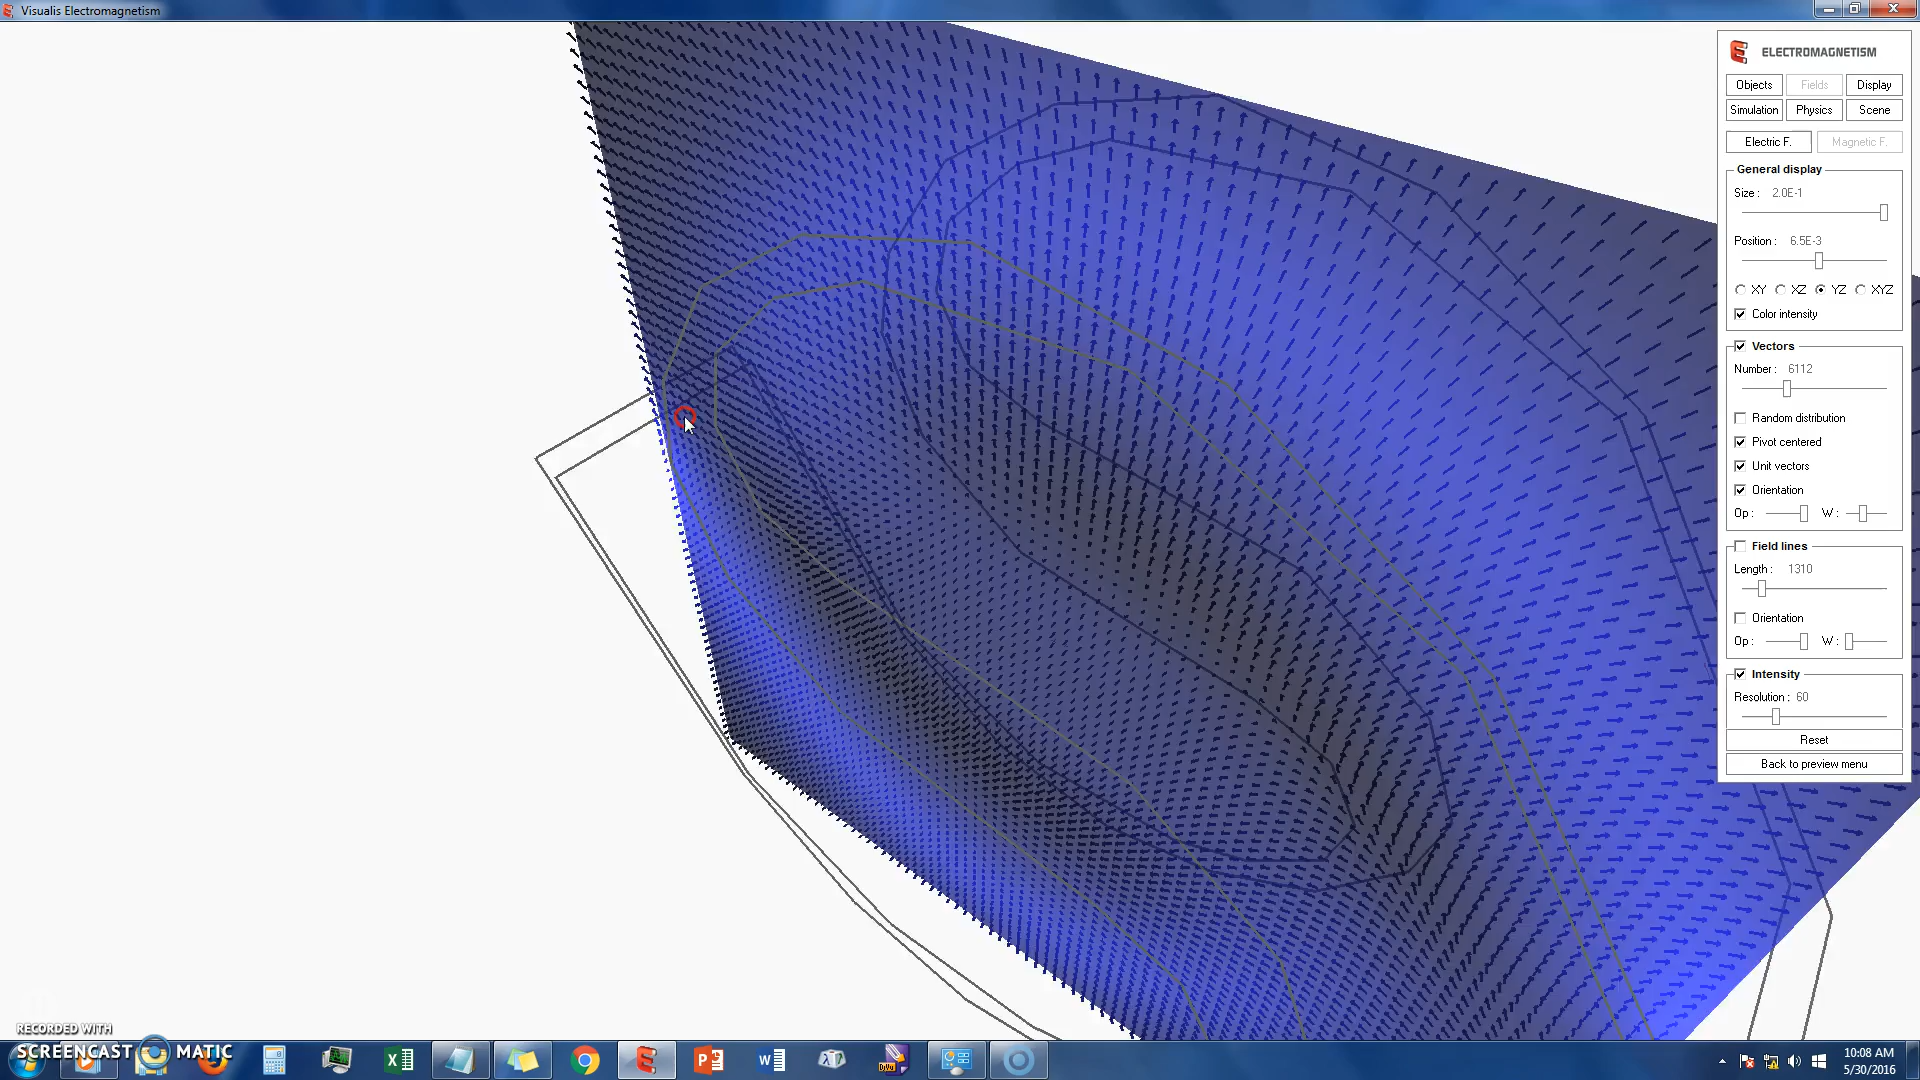 Visualis Electromagnetism
ELECTROMAGNETISM
Objects Fields Display
Simulation Physics Scene
Electric F. Magnetic F.
General display
Size : 2.0E-1
Position : 6.5E-3
XY XZ YZ XYZ
Color intensity
Vectors
Number : 6112
Random distribution
Pivot centered
Unit vectors
Orientation
Op : W :
Field lines
Length : 1310
Orientation
Op : W :
Intensity
Resolution : 60
Reset
Back to preview menu
RECORDED WITH
SCREENCAST MATIC
10:08 AM
5/30/2016